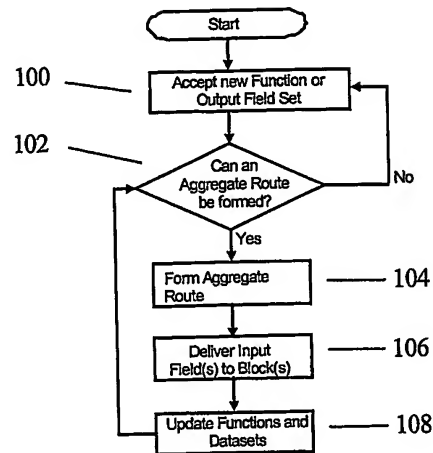 Start
100
Accept new Function or
Output Field Set
102
Can an
Aggregate Route
be formed?
No
Yes
Form Aggregate
Route
104
Deliver Input
Field(s) to Block(s)
106
Update Functions and
Datasets
108